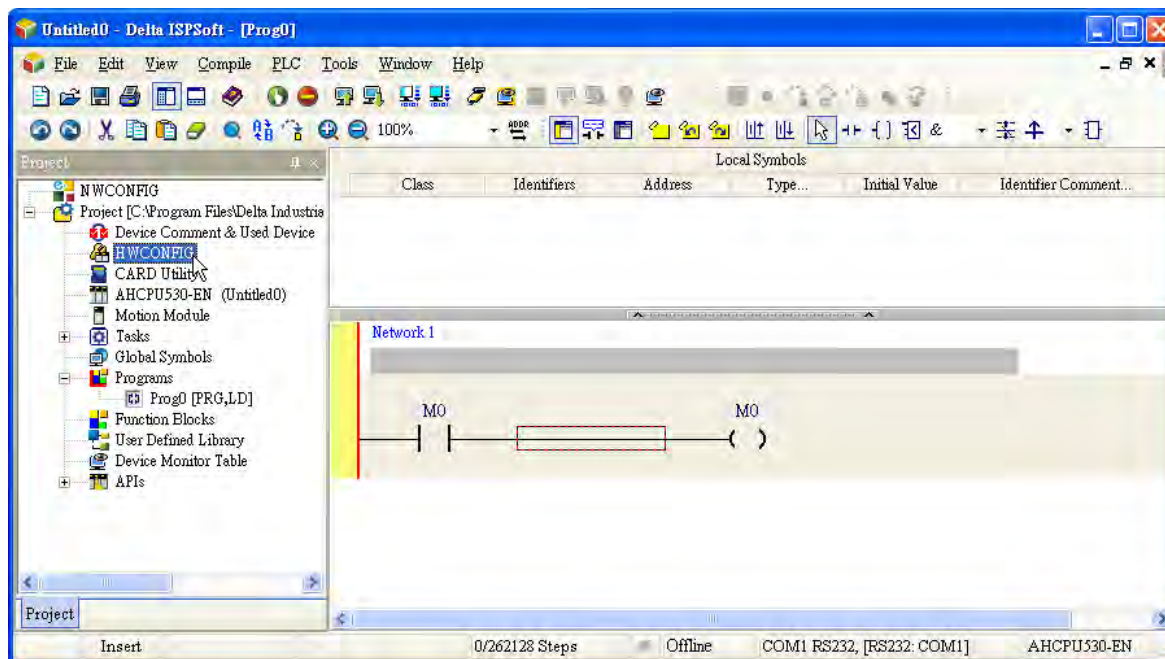 Untitled0 - Delta ISPSoft - [Prog0]
File Edit View Compile PLC Tools Window Help
100%
ADDR
&
Project
NWCONFIG
Project [C:\Program Files\Delta Industria
Device Comment & Used Device
HWCONFIG
CARD Utility
AHCPU530-EN (Untitled0)
Motion Module
Tasks
Global Symbols
Programs
Prog0 [PRG,LD]
Function Blocks
User Defined Library
Device Monitor Table
APIs
Project
Local Symbols
Class Identifiers Address Type... Initial Value Identifier Comment...
Network 1
M0 M0
Insert 0/262128 Steps Offline COM1 RS232, [RS232: COM1] AHCPU530-EN